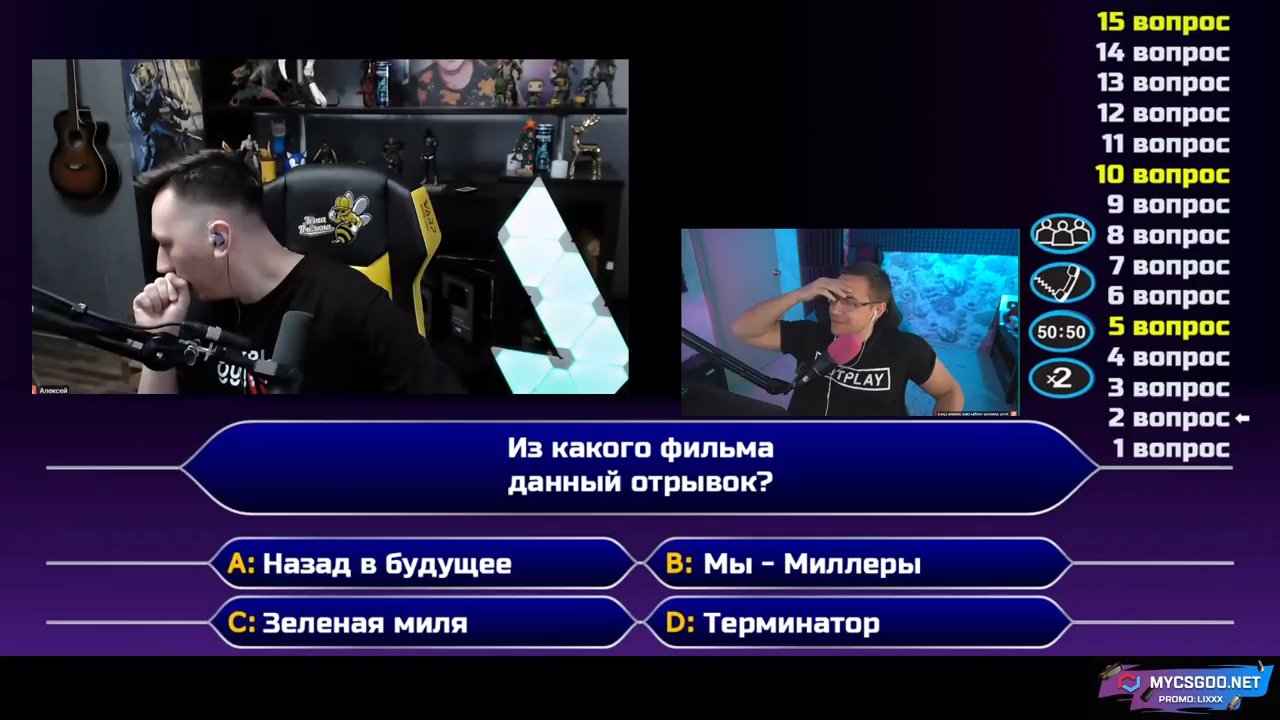 15 вопрос
14 вопрос
13 вопрос
12 вопрос
11 вопрос
10 вопрос
9 вопрос
8 вопрос
7 вопрос
6 вопрос
50:50
5 вопрос
4 вопрос
x2
3 вопрос
2 вопрос
1 вопрос
WARP
Алексей
Из какого фильма
данный отрывок?
A: Назад в будущее
B: Мы - Миллеры
C: Зеленая миля
D: Терминатор
MYCSGOO.NET
PROMO: LIXXX